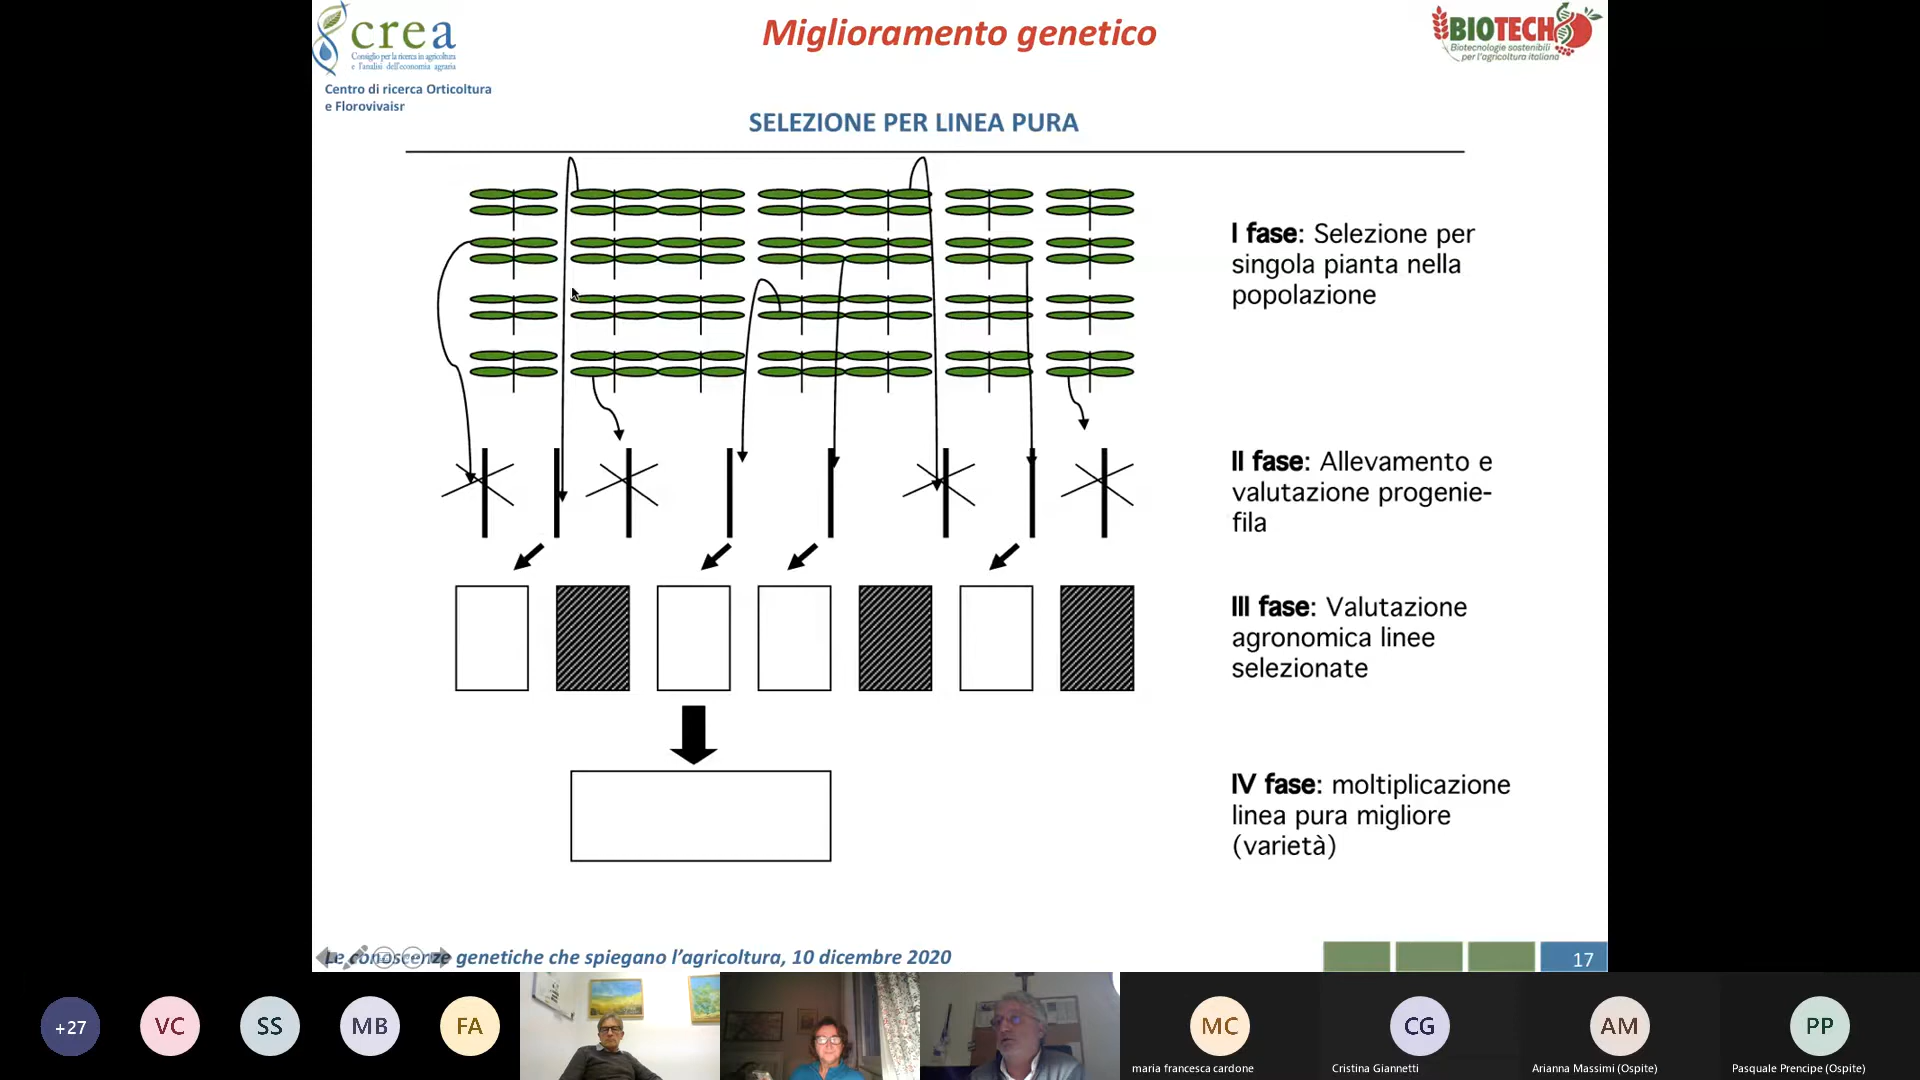 crea
Consiglio per la ricerca in agricoltura
e l'analisi dell'economia agraria
Centro di ricerca Orticoltura
e Florovivaisr
Miglioramento genetico
BIOTECH
Biotecnologie sostenibili
per l'agricoltura italiana
SELEZIONE PER LINEA PURA
I fase: Selezione per
singola pianta nella
popolazione
II fase: Allevamento e
valutazione progenie-
fila
III fase: Valutazione
agronomica linee
selezionate
IV fase: moltiplicazione
linea pura migliore
(varietà)
Le conoscenze genetiche che spiegano l'agricoltura, 10 dicembre 2020
17
+27
VC
SS
MB
FA
MC
CG
AM
PP
maria francesca cardone
Cristina Giannetti
Arianna Massimi (Ospite)
Pasquale Prencipe (Ospite)